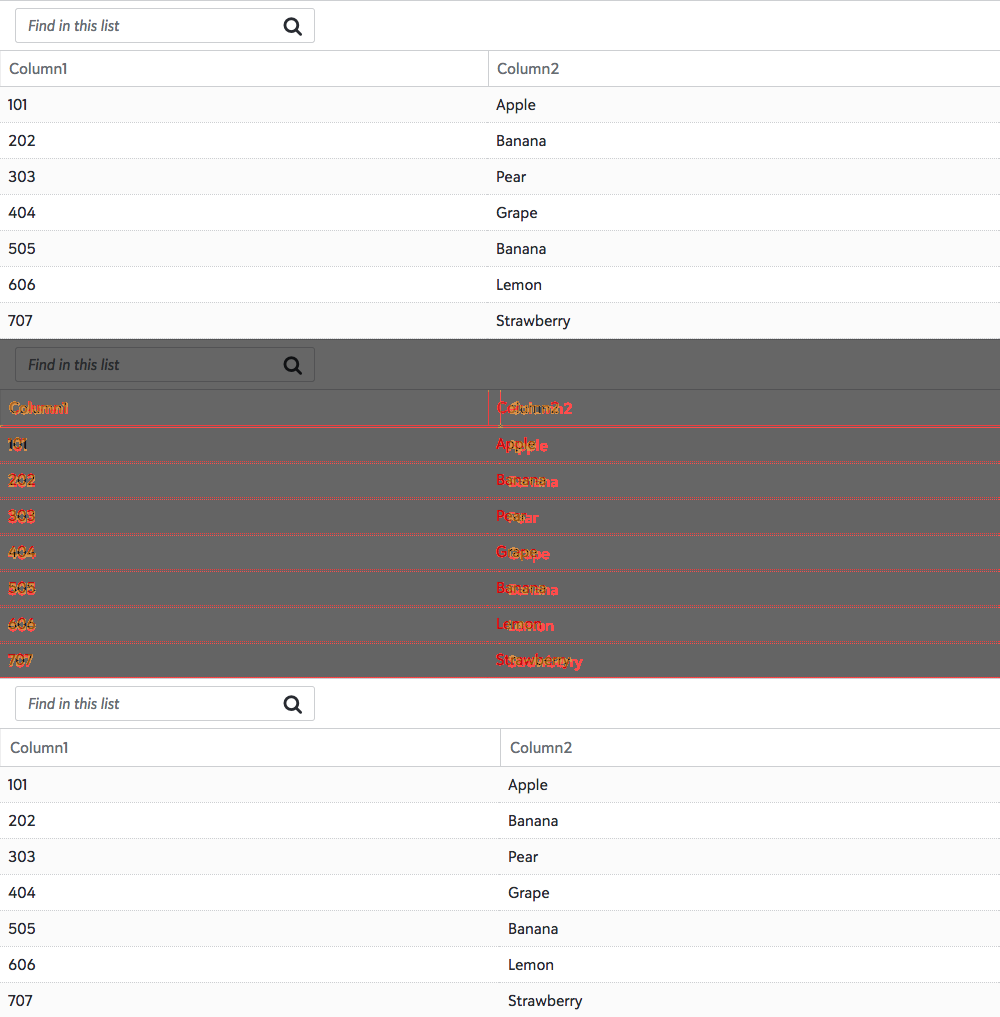 Find in this list
Column1 Column2
101 Apple
202 Banana
303 Pear
404 Grape
505 Banana
606 Lemon
707 Strawberry
Find in this list
Column1 Column2
101 Apple
202 Banana
303 Pear
404 Grape
505 Banana
606 Lemon
707 Strawberry
Find in this list
Column1 Column2
101 Apple
202 Banana
303 Pear
404 Grape
505 Banana
606 Lemon
707 Strawberry